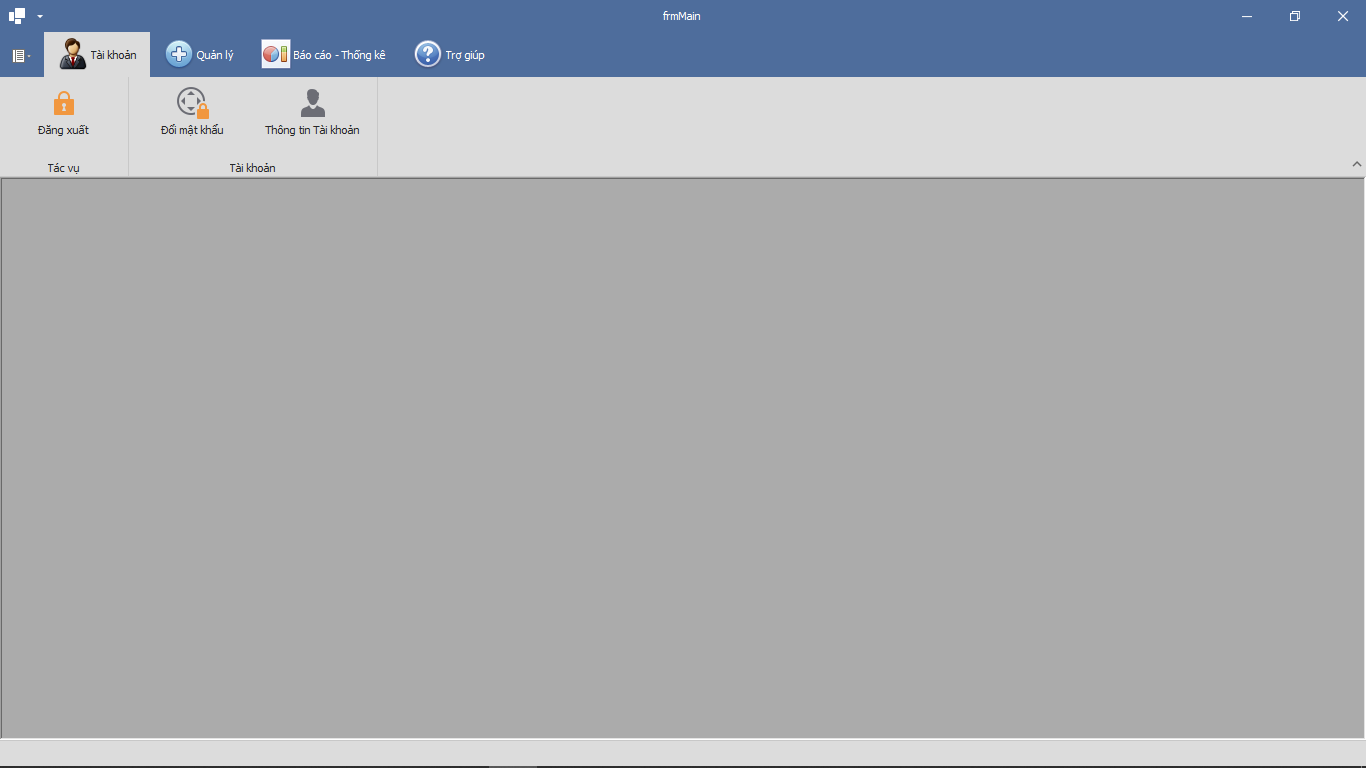 frmMain
Tài khoản
Quản lý
Báo cáo - Thống kê
Trợ giúp
Đăng xuất
Đổi mật khẩu
Thông tin Tài khoản
Tác vụ
Tài khoản